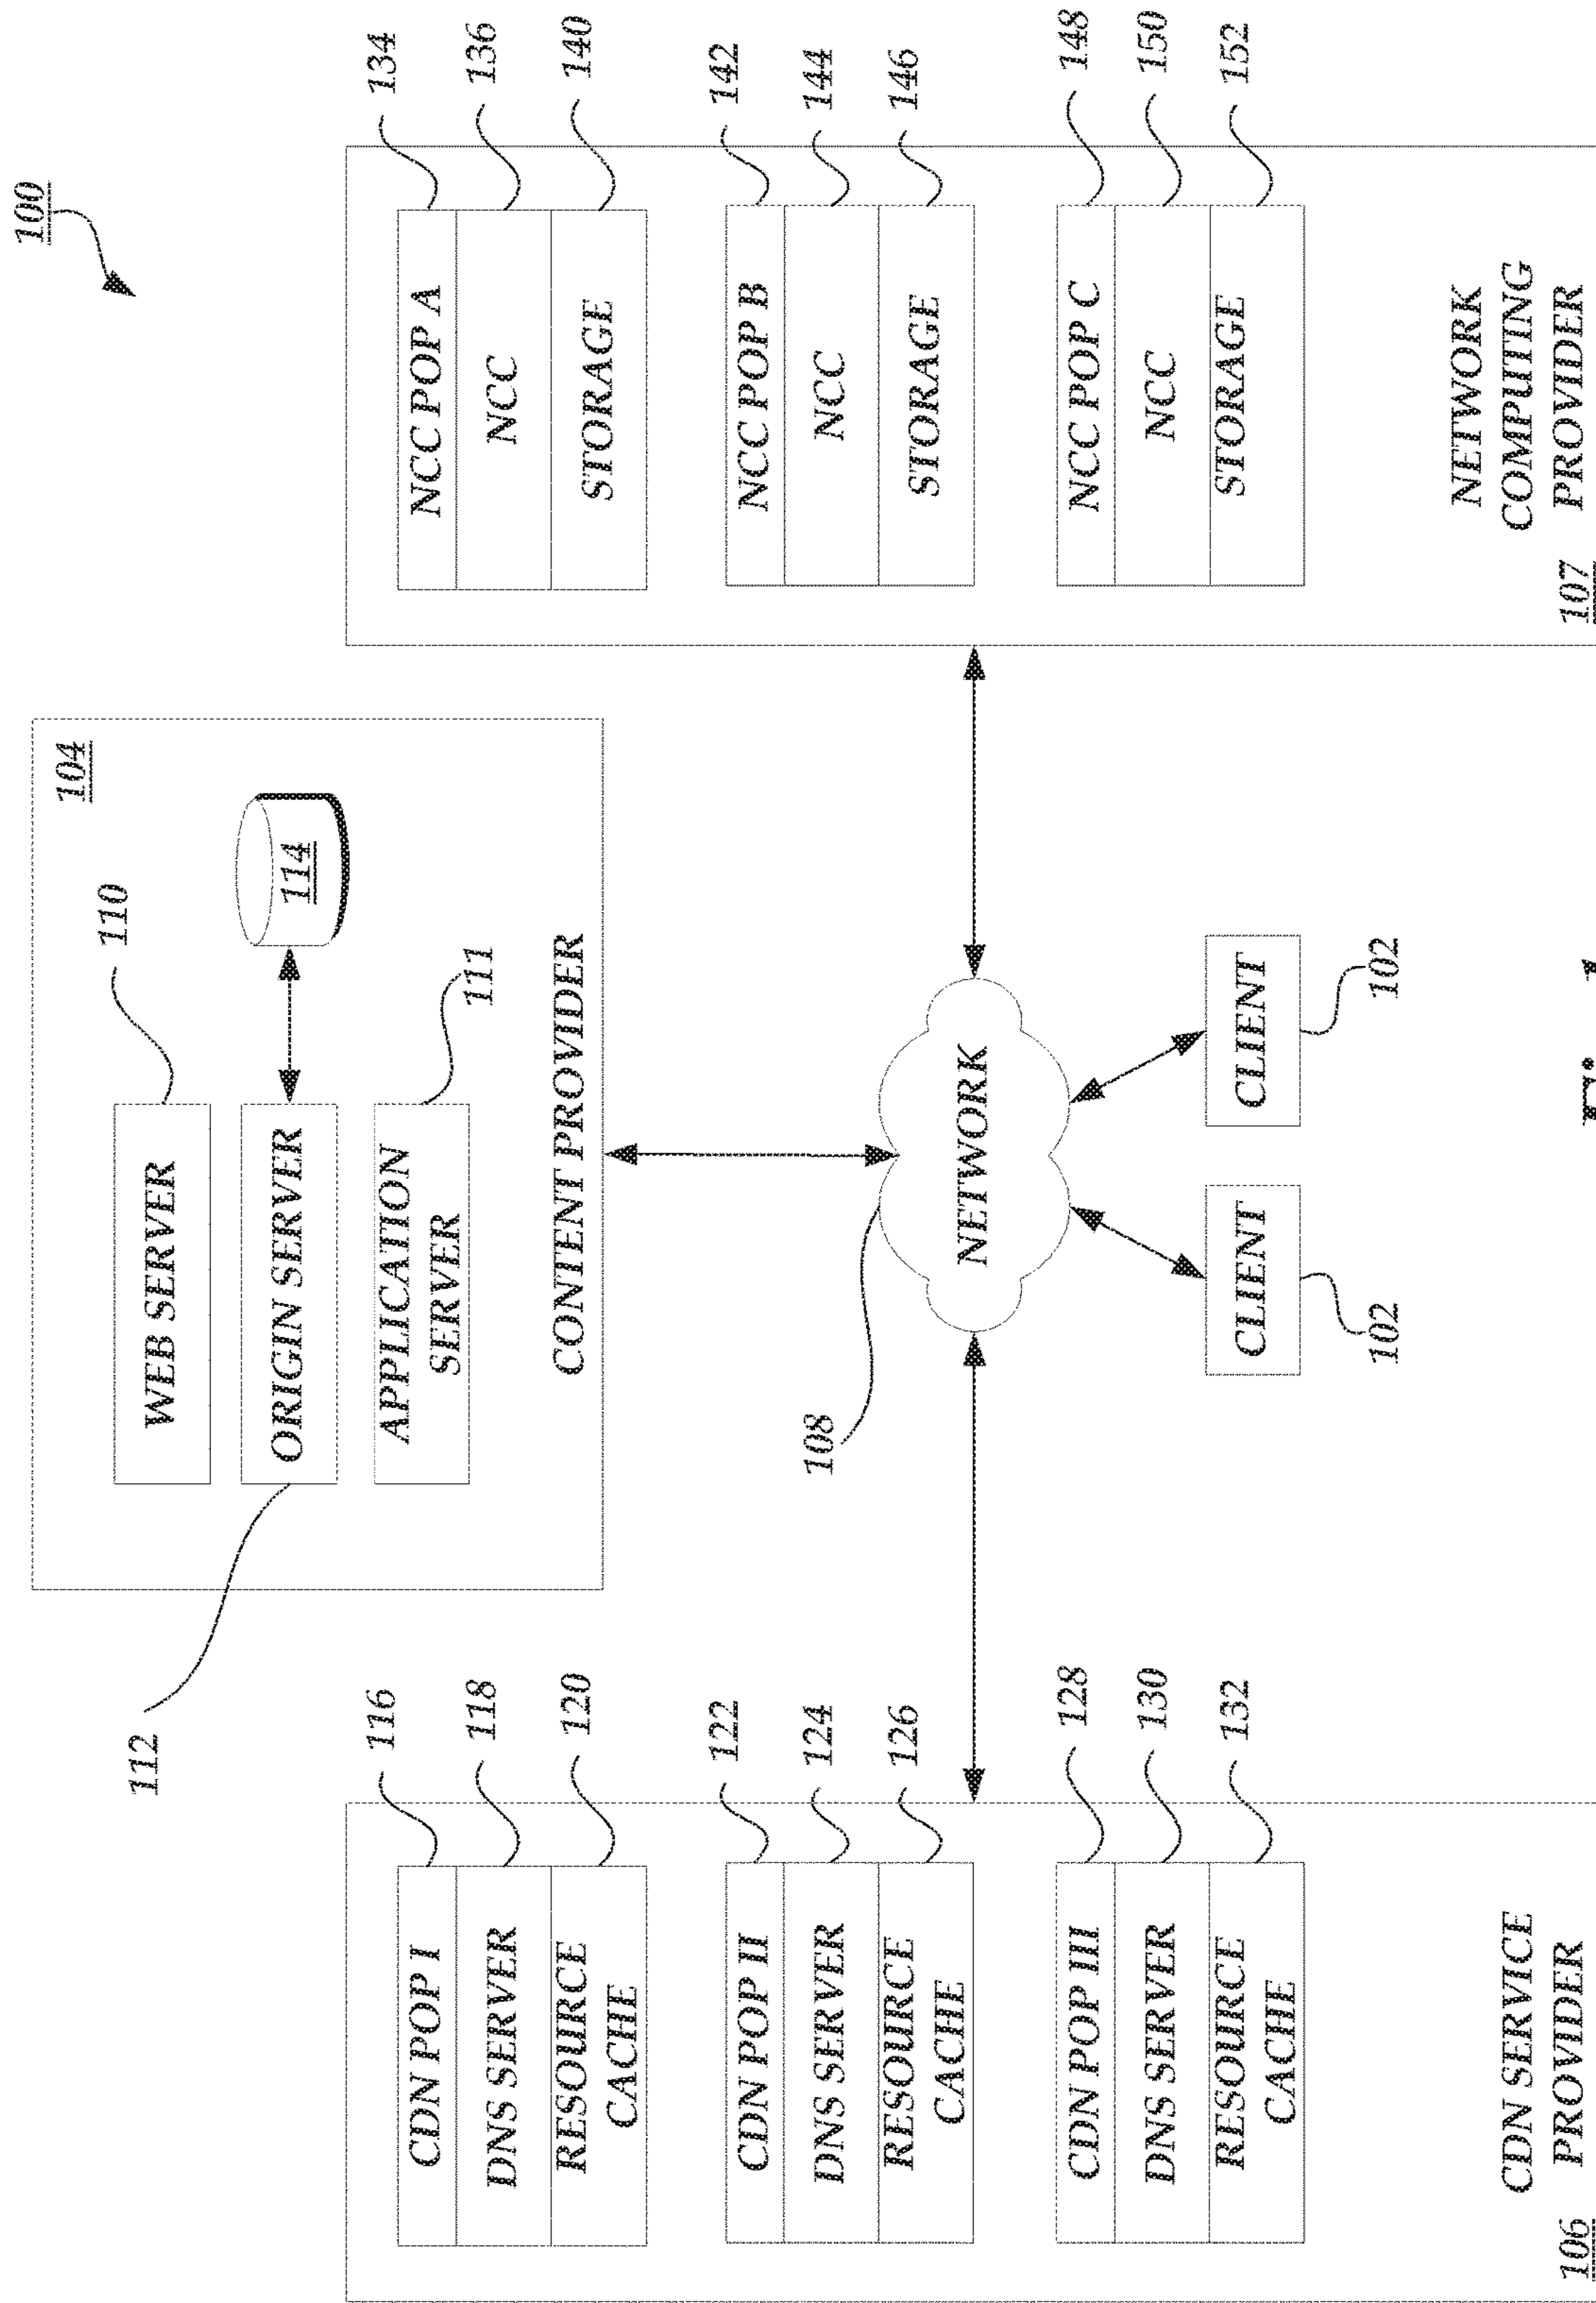 100
104
110
WEB SERVER
112
ORIGIN SERVER
114
APPLICATION
SERVER
111
CONTENT PROVIDER
116
CDN POP I
118
DNS SERVER
120
RESOURCE
CACHE
122
CDN POP II
124
DNS SERVER
126
RESOURCE
CACHE
128
CDN POP III
130
DNS SERVER
132
RESOURCE
CACHE
CDN SERVICE
PROVIDER
106
108
NETWORK
CLIENT
102
CLIENT
102
134
NCC POP A
136
NCC
140
STORAGE
142
NCC POP B
144
NCC
146
STORAGE
148
NCC POP C
150
NCC
152
STORAGE
NETWORK
COMPUTING
PROVIDER
107